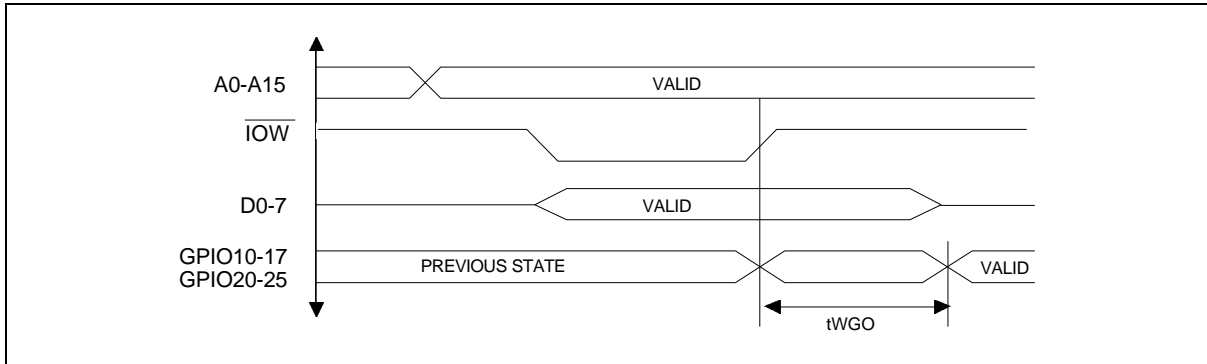 A0-A15
VALID
IOW
D0-7
VALID
GPIO10-17
GPIO20-25
PREVIOUS STATE
VALID
tWGO